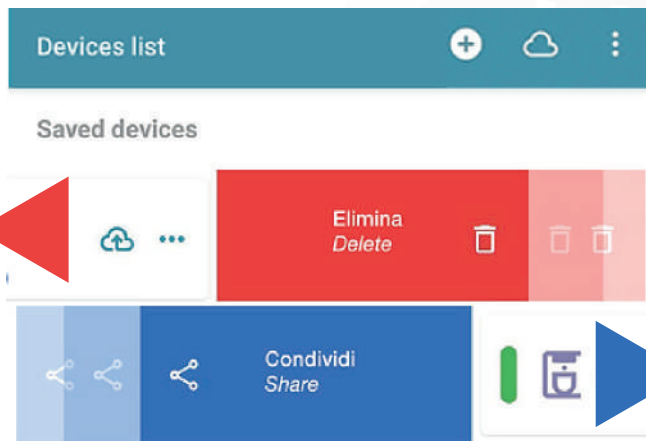 Devices list
Saved devices
Elimina
Delete
Condividi
Share